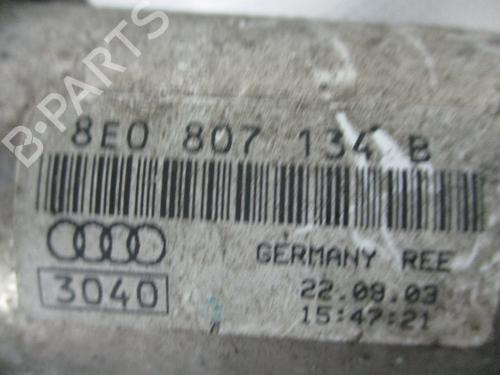 B-PARTS
8E0 807 134 B
GERMANY REE
3040
22.09.03
15:47:21